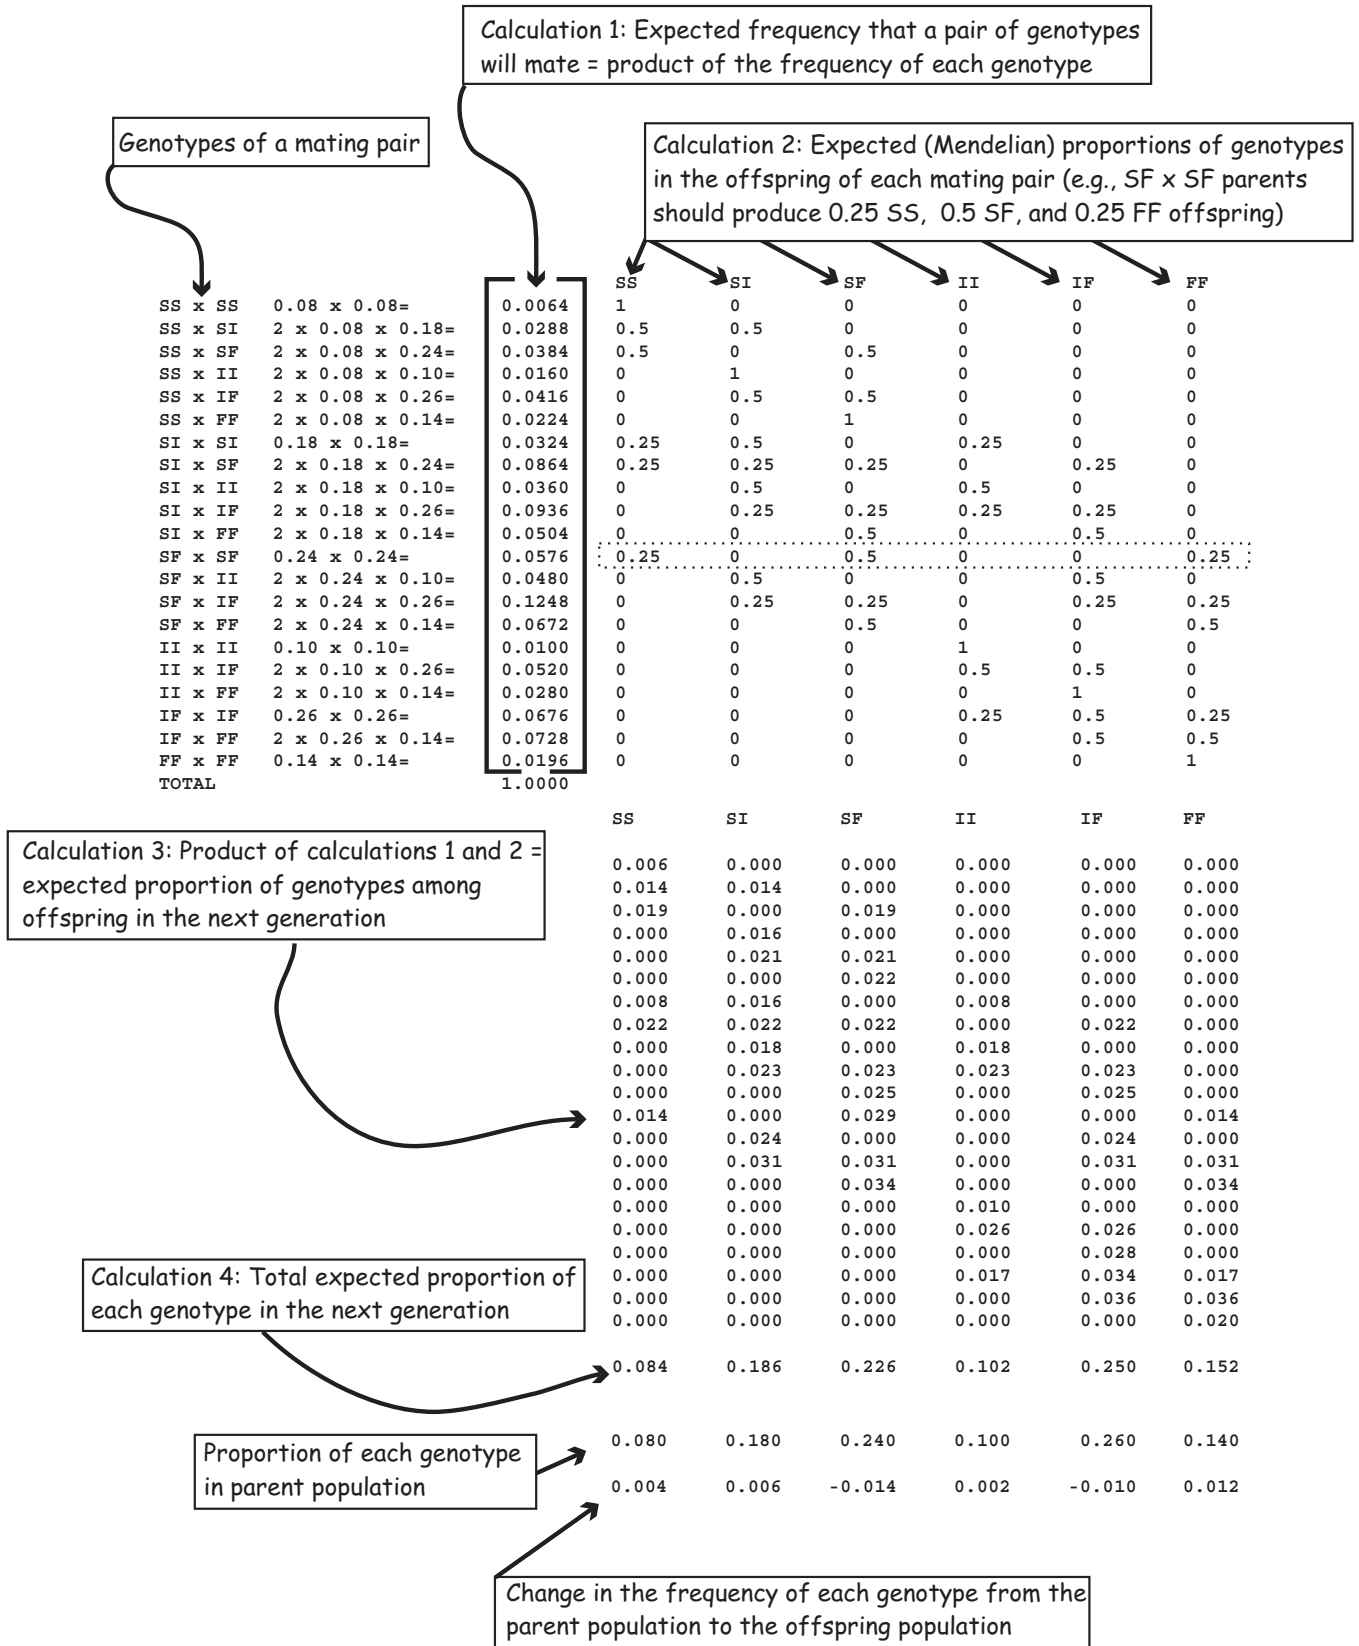 Calculation 1: Expected frequency that a pair of genotypes
will mate = product of the frequency of each genotype
Genotypes of a mating pair
Calculation 2: Expected (Mendelian) proportions of genotypes
in the offspring of each mating pair (e.g., SF x SF parents
should produce 0.25 SS, 0.5 SF, and 0.25 FF offspring)
SS SI SF II IF FF
SS x SS 0.08 x 0.08= 0.0064 1 0 0 0 0 0
SS x SI 2 x 0.08 x 0.18= 0.0288 0.5 0.5 0 0 0 0
SS x SF 2 x 0.08 x 0.24= 0.0384 0.5 0 0.5 0 0 0
SS x II 2 x 0.08 x 0.10= 0.0160 0 1 0 0 0 0
SS x IF 2 x 0.08 x 0.26= 0.0416 0 0.5 0.5 0 0 0
SS x FF 2 x 0.08 x 0.14= 0.0224 0 0 1 0 0 0
SI x SI 0.18 x 0.18= 0.0324 0.25 0.5 0 0.25 0 0
SI x SF 2 x 0.18 x 0.24= 0.0864 0.25 0.25 0.25 0 0.25 0
SI x II 2 x 0.18 x 0.10= 0.0360 0 0.5 0 0.5 0 0
SI x IF 2 x 0.18 x 0.26= 0.0936 0 0.25 0.25 0.25 0.25 0
SI x FF 2 x 0.18 x 0.14= 0.0504 0 0 0.5 0 0.5 0
SF x SF 0.24 x 0.24= 0.0576 0.25 0 0.5 0 0 0.25
SF x II 2 x 0.24 x 0.10= 0.0480 0 0.5 0 0 0.5 0
SF x IF 2 x 0.24 x 0.26= 0.1248 0 0.25 0.25 0 0.25 0.25
SF x FF 2 x 0.24 x 0.14= 0.0672 0 0 0.5 0 0 0.5
II x II 0.10 x 0.10= 0.0100 0 0 0 1 0 0
II x IF 2 x 0.10 x 0.26= 0.0520 0 0 0 0.5 0.5 0
II x FF 2 x 0.10 x 0.14= 0.0280 0 0 0 0 1 0
IF x IF 0.26 x 0.26= 0.0676 0 0 0 0.25 0.5 0.25
IF x FF 2 x 0.26 x 0.14= 0.0728 0 0 0 0 0.5 0.5
FF x FF 0.14 x 0.14= 0.0196 0 0 0 0 0 1
TOTAL 1.0000
SS SI SF II IF FF
Calculation 3: Product of calculations 1 and 2 =
expected proportion of genotypes among
offspring in the next generation
0.006 0.000 0.000 0.000 0.000 0.000
0.014 0.014 0.000 0.000 0.000 0.000
0.019 0.000 0.019 0.000 0.000 0.000
0.000 0.016 0.000 0.000 0.000 0.000
0.000 0.021 0.021 0.000 0.000 0.000
0.000 0.000 0.022 0.000 0.000 0.000
0.008 0.016 0.000 0.008 0.000 0.000
0.022 0.022 0.022 0.000 0.022 0.000
0.000 0.018 0.000 0.018 0.000 0.000
0.000 0.023 0.023 0.023 0.023 0.000
0.000 0.000 0.025 0.000 0.025 0.000
0.014 0.000 0.029 0.000 0.000 0.014
0.000 0.024 0.000 0.000 0.024 0.000
0.000 0.031 0.031 0.000 0.031 0.031
0.000 0.000 0.034 0.000 0.000 0.034
0.000 0.000 0.000 0.010 0.000 0.000
0.000 0.000 0.000 0.026 0.026 0.000
0.000 0.000 0.000 0.000 0.028 0.000
0.000 0.000 0.000 0.017 0.034 0.017
0.000 0.000 0.000 0.000 0.036 0.036
0.000 0.000 0.000 0.000 0.000 0.020
Calculation 4: Total expected proportion of
each genotype in the next generation
0.084 0.186 0.226 0.102 0.250 0.152
Proportion of each genotype
in parent population
0.080 0.180 0.240 0.100 0.260 0.140
0.004 0.006 -0.014 0.002 -0.010 0.012
Change in the frequency of each genotype from the
parent population to the offspring population